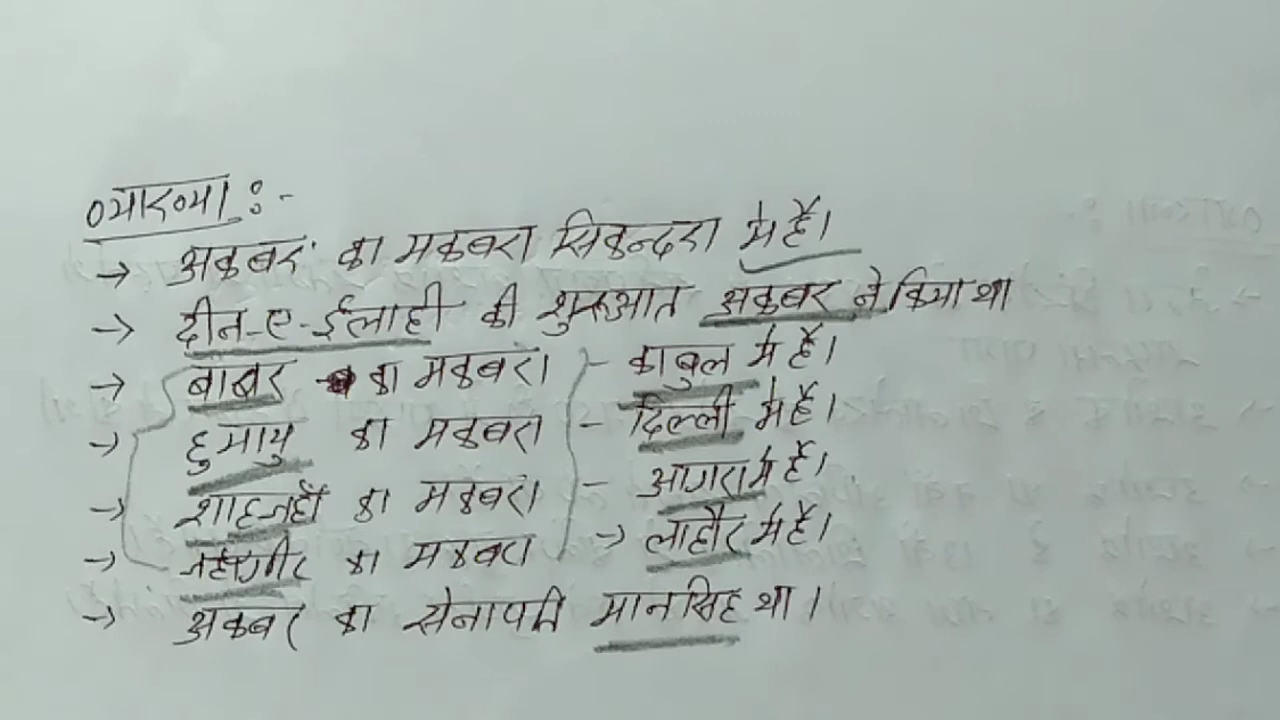 व्याख्या :-
→ अकबर का मकबरा सिकन्दरा में है।
→ दीन-ए-ईलाही की शुरूआत अकबर ने किया था
→ बाबर का मकबरा - काबुल में है।
→ हुमायु का मकबरा - दिल्ली में है।
→ शाहजहाँ का मकबरा - आगरा में है।
→ जहांगीर का मकबरा → लाहौर में है।
→ अकबर का सेनापति मानसिंह था।